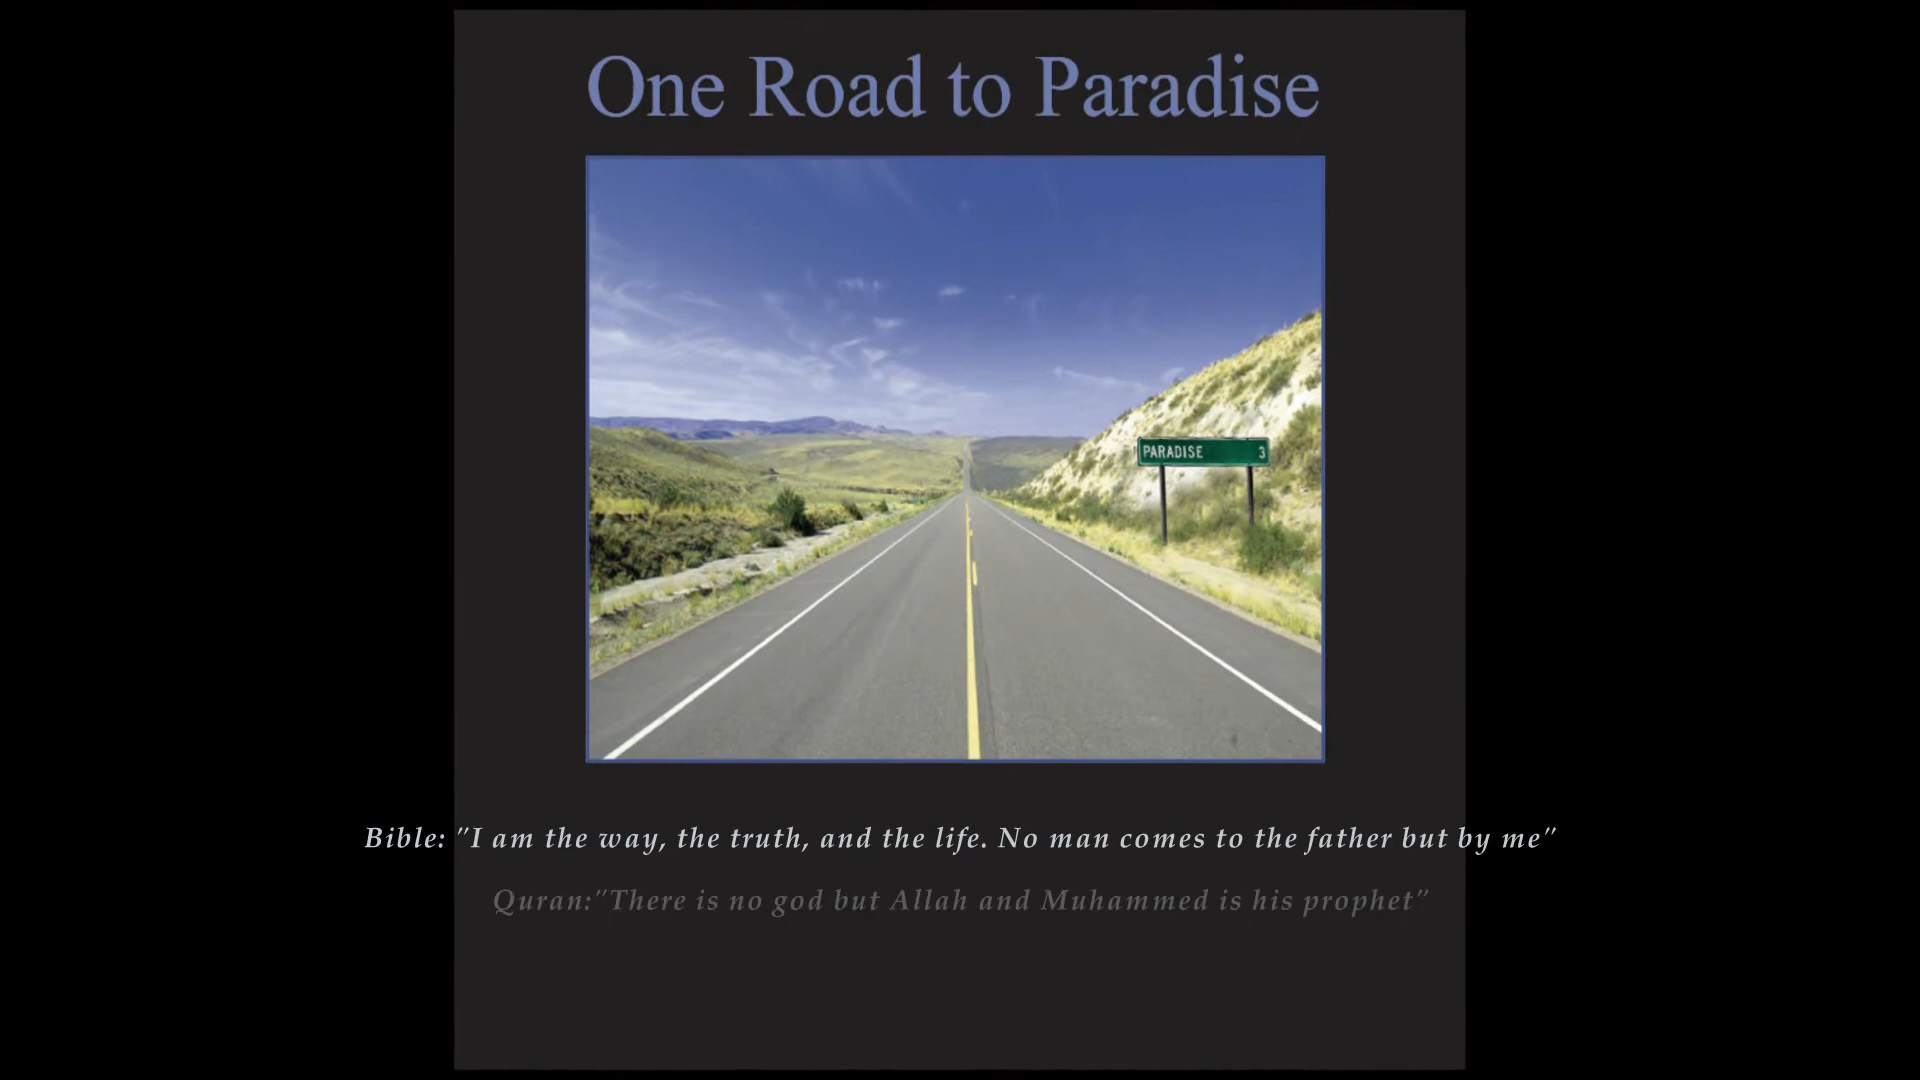 One Road to Paradise
PARADISE 3
Bible: "I am the way, the truth, and the life. No man comes to the father but by me"
Quran:"There is no god but Allah and Muhammed is his prophet"